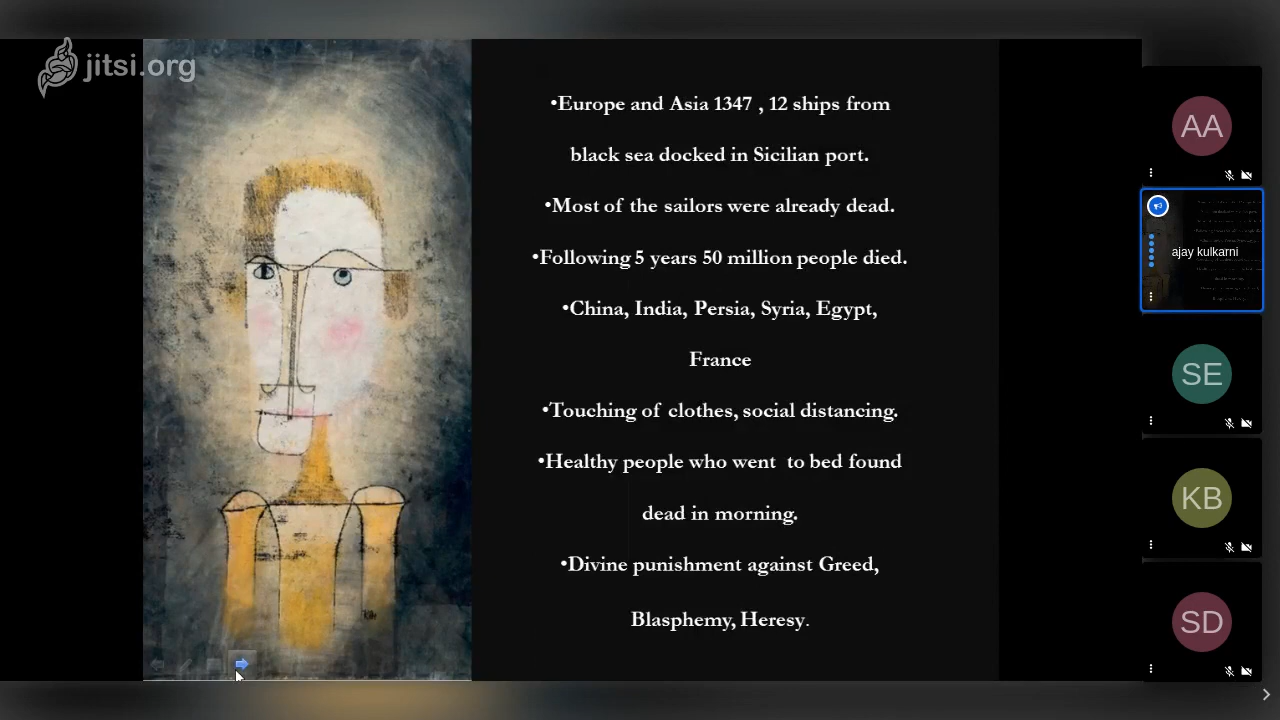 jitsi.org
•Europe and Asia 1347 , 12 ships from
black sea docked in Sicilian port.
•Most of the sailors were already dead.
•Following 5 years 50 million people died.
•China, India, Persia, Syria, Egypt,
France
•Touching of clothes, social distancing.
•Healthy people who went  to bed found
dead in morning.
•Divine punishment against Greed,
Blasphemy, Heresy.
AA
ajay kulkarni
SE
KB
SD